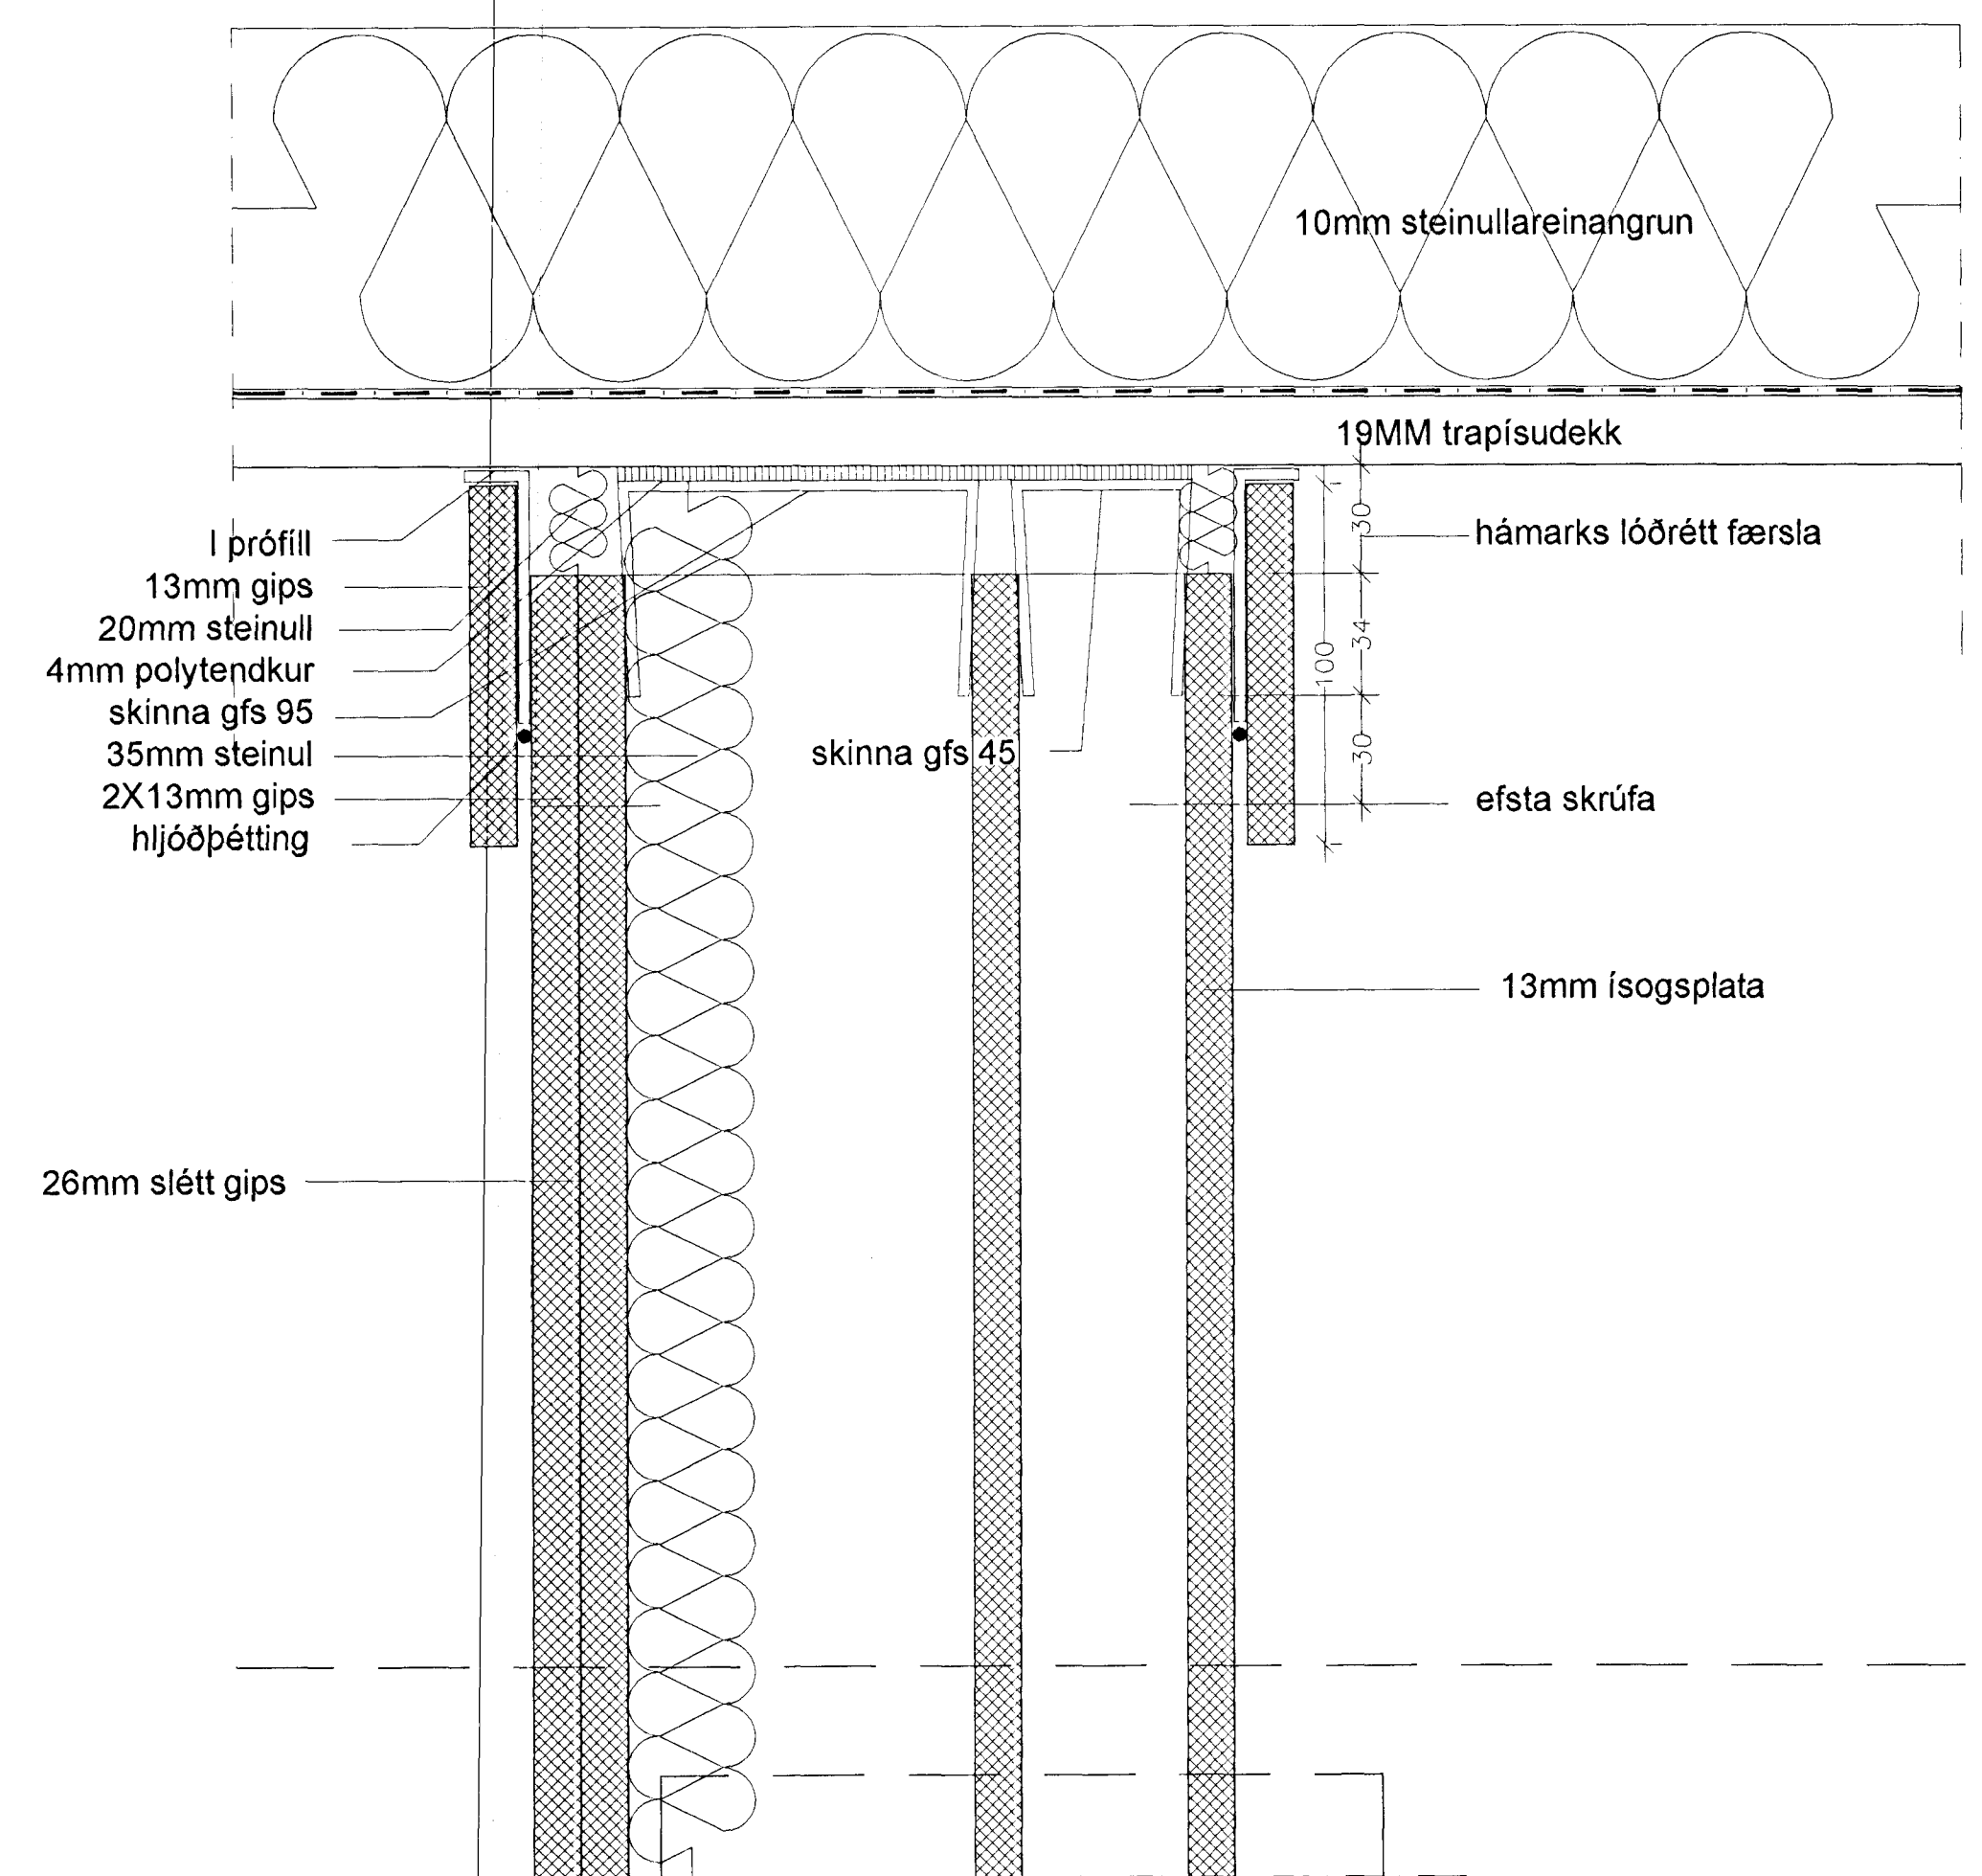 10mm steinullareinangrun
19MM trapísudekk
I prófíll
13mm gips
20mm steinull
4mm polytendkur
skinna gfs 95
35mm steinul
2X13mm gips
hljóðþétting
skinna gfs 45
30
34
100
30
hámarks lóðrétt færsla
efsta skrúfa
13mm ísogsplata
26mm slétt gips